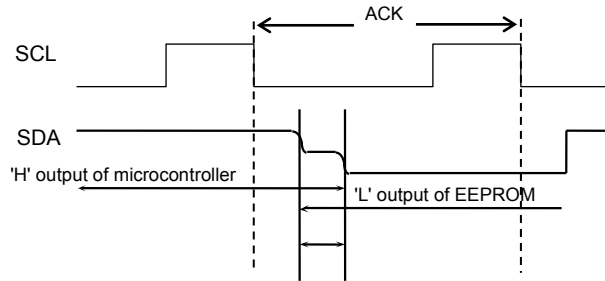 ACK
SCL
SDA
'H' output of microcontroller
'L' output of EEPROM